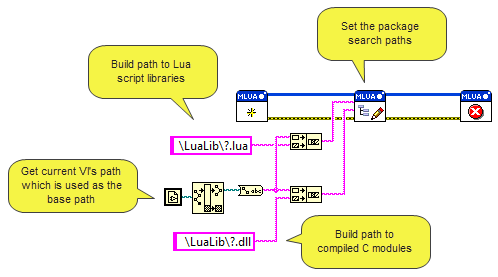 Set the package
search paths
Build path to Lua
script libraries
MLUA
MLUA
MLUA
\LuaLib\?.lua
Get current VI's path
which is used as the
base path
abc
\LuaLib\?.dll
Build path to
compiled C modules